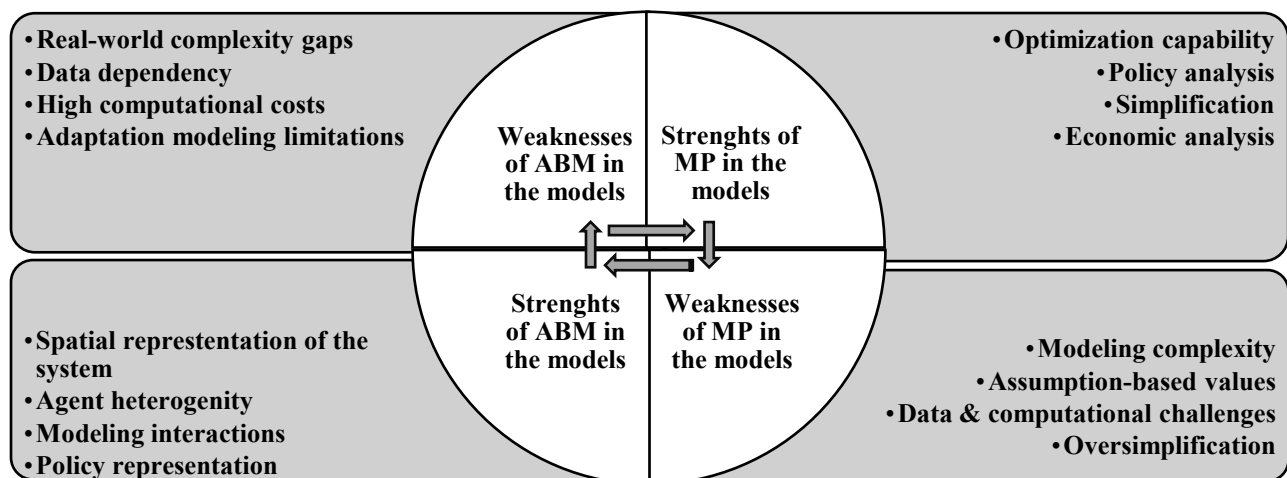 •Real-world complexity gaps
•Data dependency
•High computational costs
•Adaptation modeling limitations
Weaknesses
of ABM in
the models
Strenghts of
MP in the
models
•Optimization capability
•Policy analysis
•Simplification
•Economic analysis
•Spatial represtentation of the
system
•Agent heterogenity
•Modeling interactions
•Policy representation
Strenghts
of ABM in
the models
Weaknesses
of MP in
the models
•Modeling complexity
•Assumption-based values
•Data & computational challenges
•Oversimplification